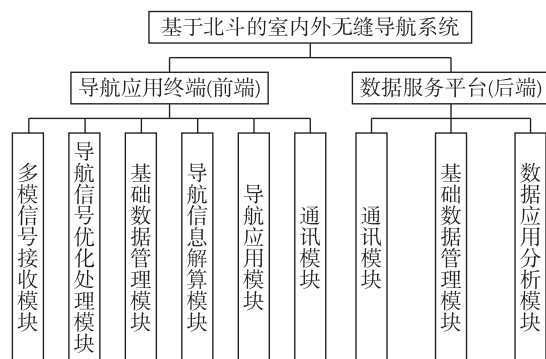 基于北斗的室内外无缝导航系统
导航应用终端(前端)
数据服务平台(后端)
多模信号接收模块
导航信号优化处理模块
基础数据管理模块
导航信息解算模块
导航应用模块
通讯模块
通讯模块
基础数据管理模块
数据应用分析模块